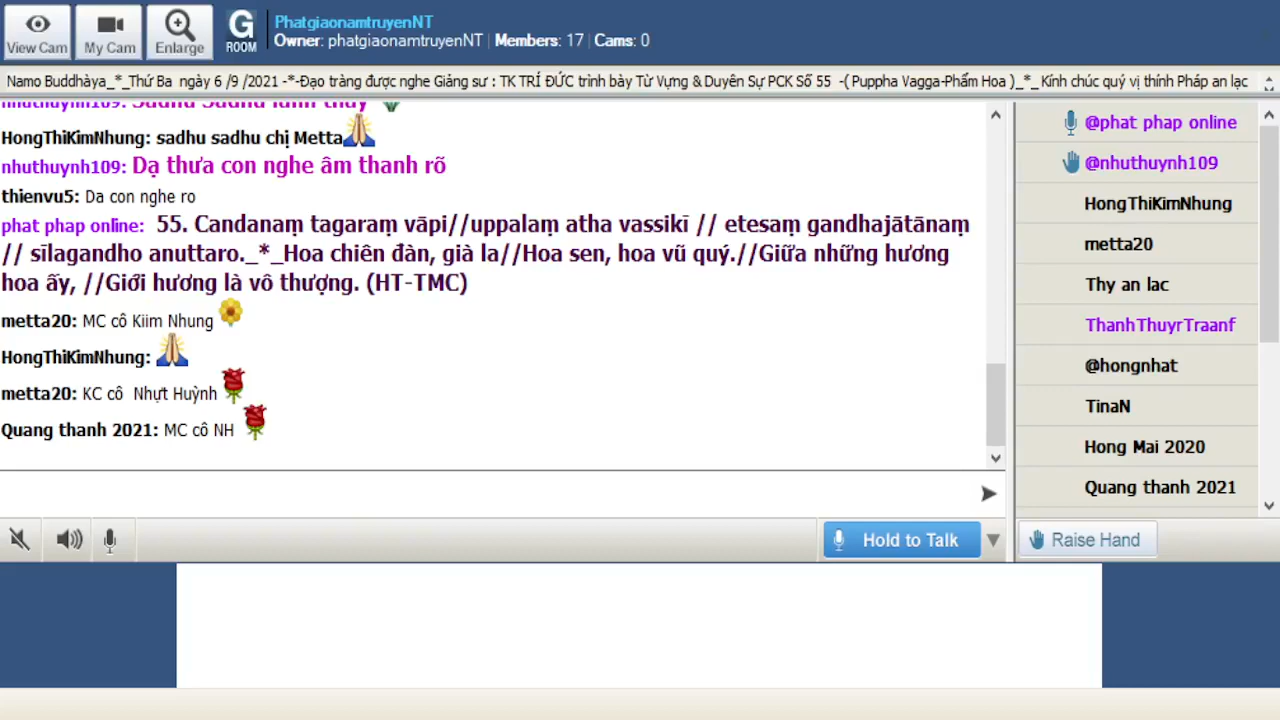 PhatgiaonamtruyenNT
Owner: phatgiaonamtruyenNT | Members: 17 | Cams: 0
View Cam
My Cam
Enlarge
G
ROOM
Namo Buddhàya_*_Thứ Ba ngày 6 /9 /2021 -*-Đạo tràng được nghe Giảng sư : TK TRÍ ĐỨC trình bày Từ Vựng & Duyên Sự PCK Số 55 -( Puppha Vagga-Phẩm Hoa )_*_ Kính chúc quý vị thính Pháp an lạc
nhuthuynh109: Sadhu Sadhu lành thay
HongThiKimNhung: sadhu sadhu chị Metta
nhuthuynh109: Dạ thưa con nghe âm thanh rõ
thienvu5: Da con nghe ro
phat phap online: 55. Candanaṃ tagaraṃ vāpi//uppalaṃ atha vassikī // etesaṃ gandhajātānaṃ
// sīlagandho anuttaro._*_Hoa chiên đàn, già la//Hoa sen, hoa vũ quý.//Giữa những hương
hoa ấy, //Giới hương là vô thượng. (HT-TMC)
metta20: MC cô Kiim Nhung
HongThiKimNhung:
metta20: KC cô Nhựt Huỳnh
Quang thanh 2021: MC cô NH
@phat phap online
@nhuthuynh109
HongThiKimNhung
metta20
Thy an lac
ThanhThuyrTraanf
@hongnhat
TinaN
Hong Mai 2020
Quang thanh 2021
Hold to Talk
Raise Hand